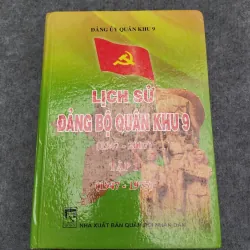 ĐẢNG ỦY QUÂN KHU 9
LỊCH SỬ
ĐẢNG BỘ QUÂN KHU 9
NHÀ XUẤT BẢN QUÂN ĐỘI NHÂN DÂN